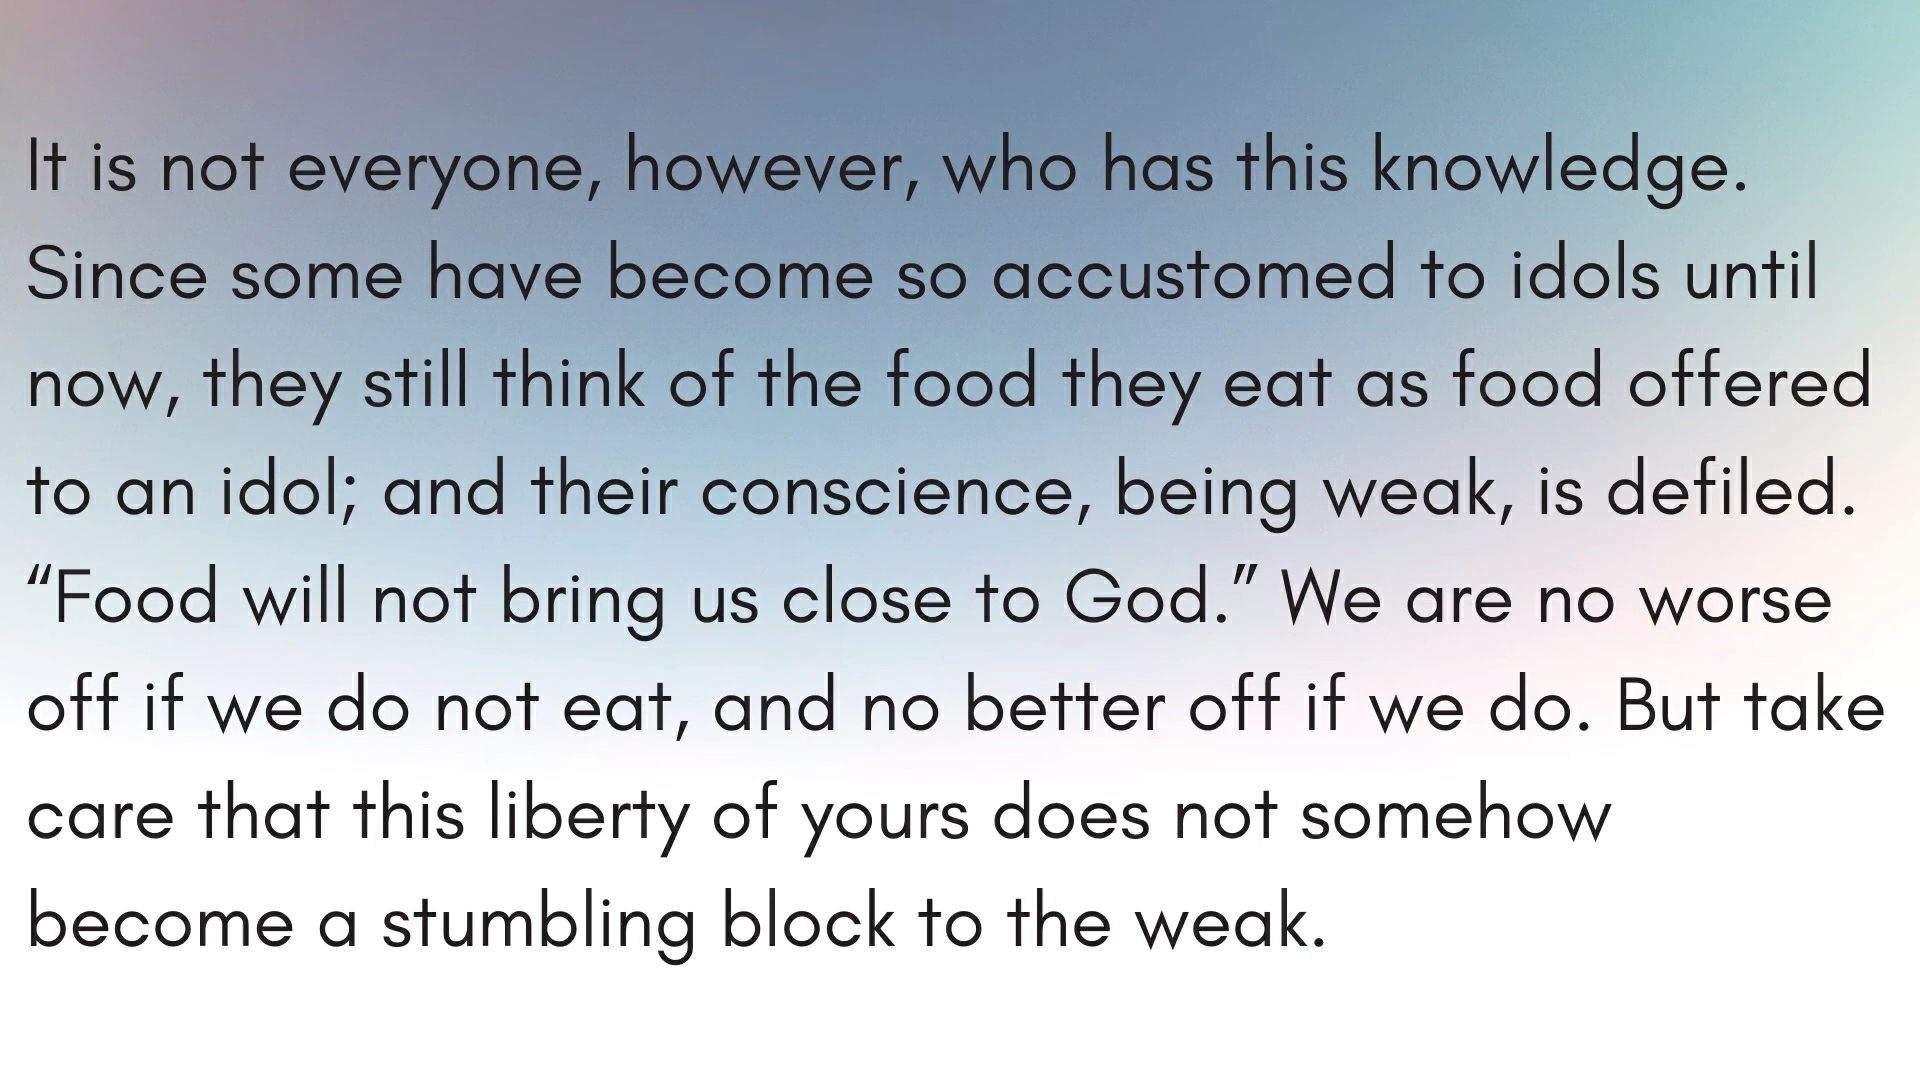 It is not everyone, however, who has this knowledge.
Since some have become so accustomed to idols until
now, they still think of the food they eat as food offered
to an idol; and their conscience, being weak, is defiled.
“Food will not bring us close to God.” We are no worse
off if we do not eat, and no better off if we do. But take
care that this liberty of yours does not somehow
become a stumbling block to the weak.